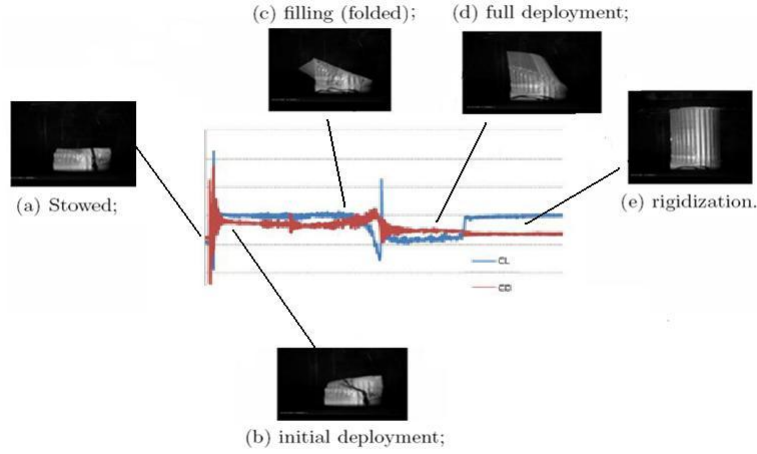 (c) filling (folded);
(d) full deployment;
(a) Stowed;
(e) rigidization.
CL
CD
(b) initial deployment;